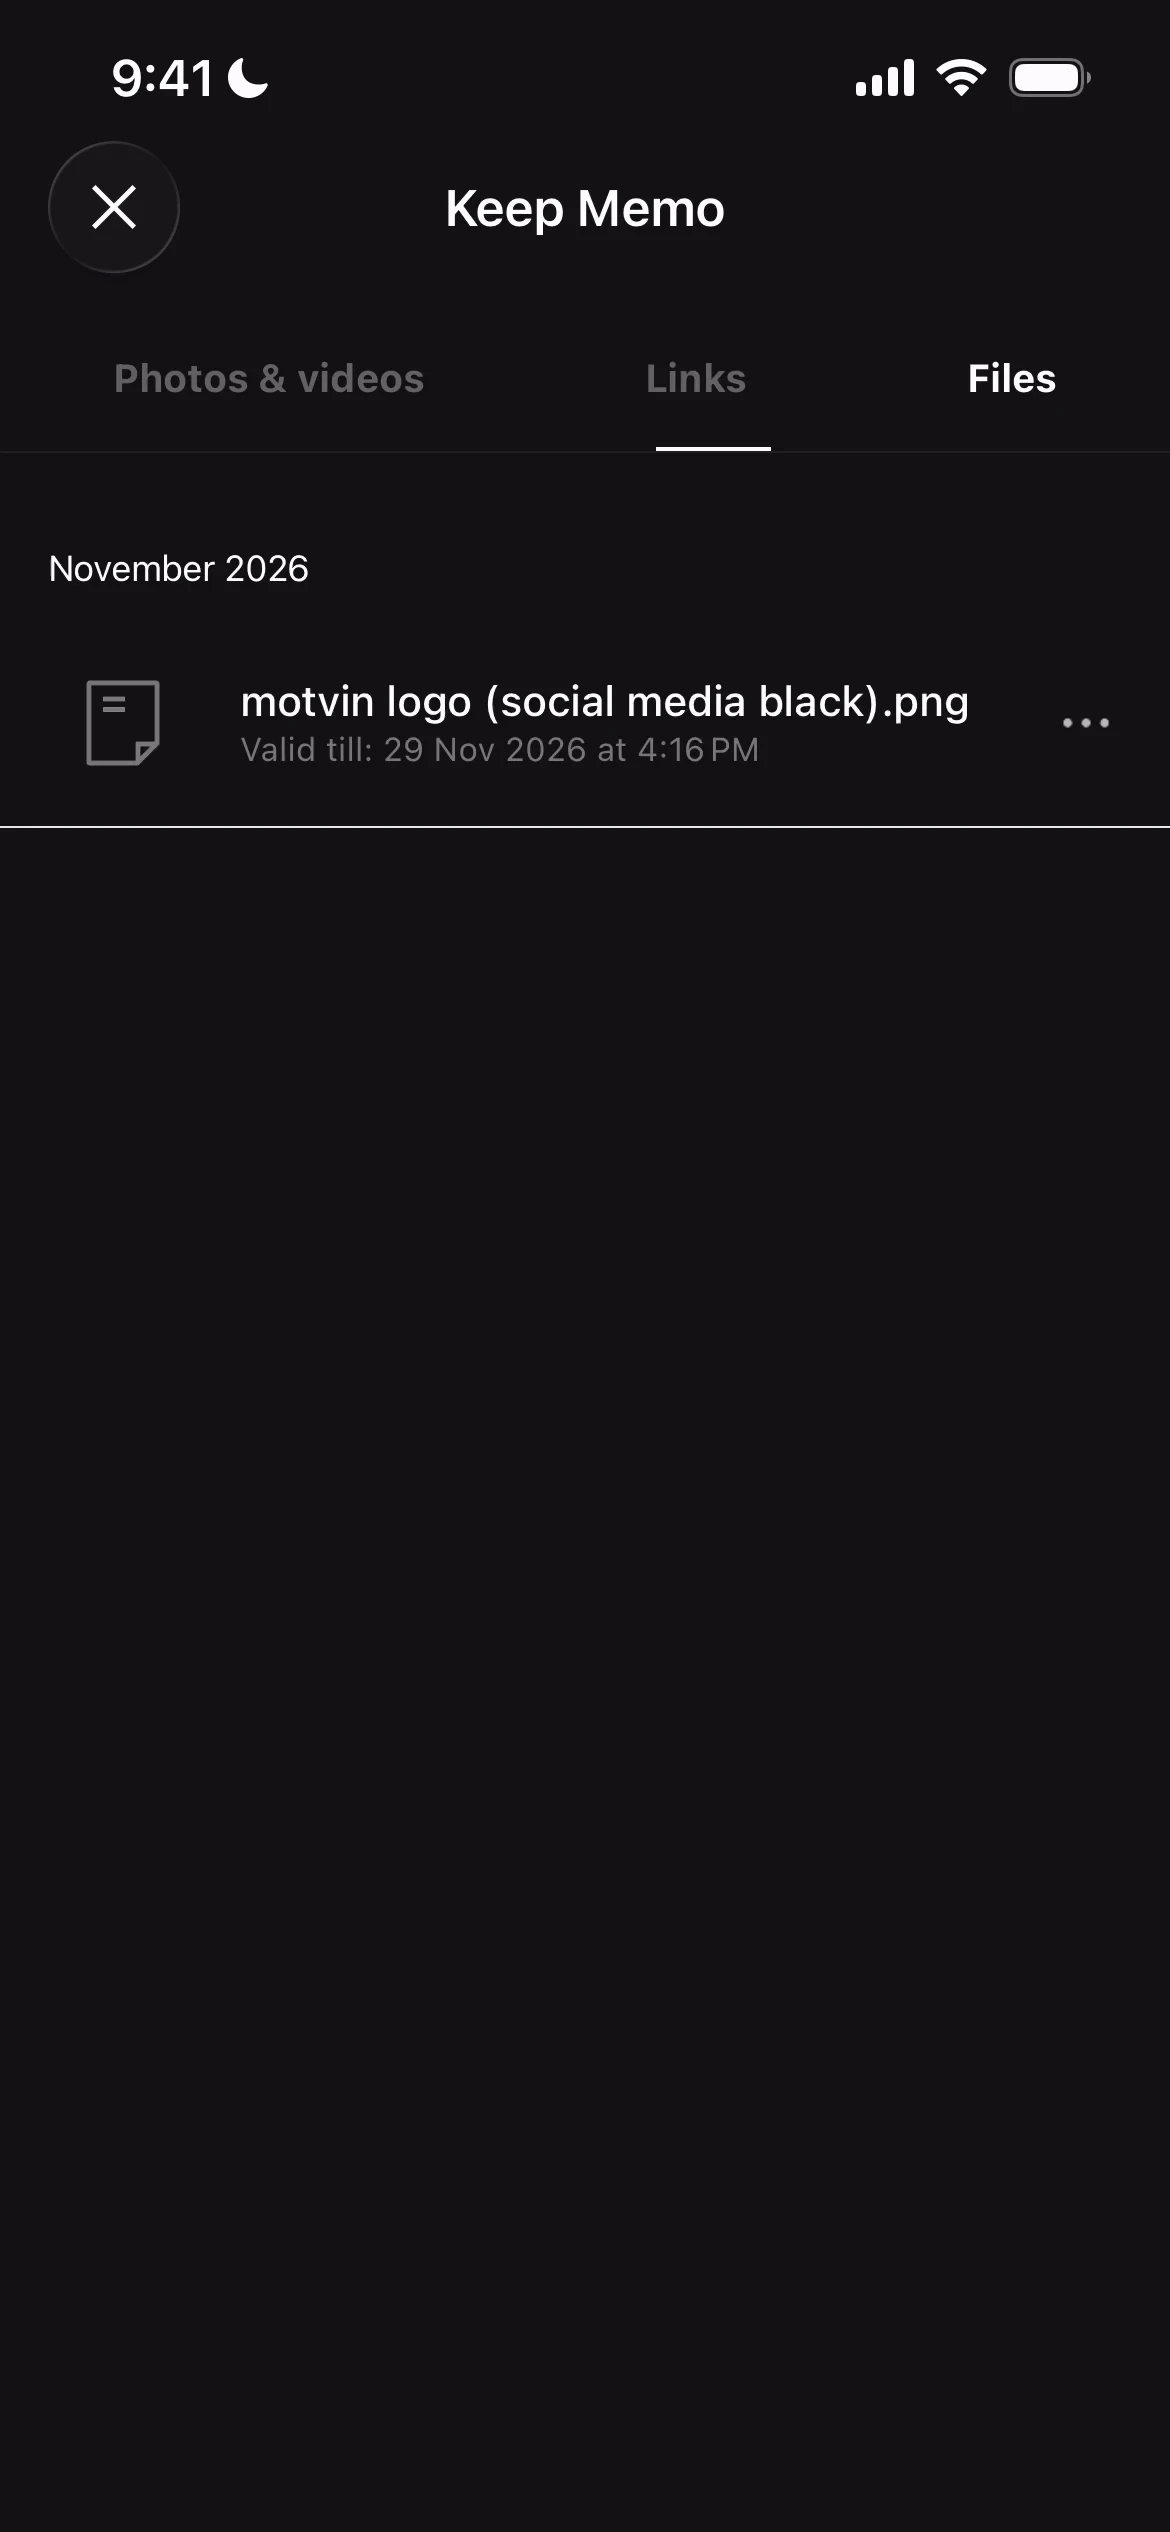 9:41
Keep Memo
Photos & videos Links Files
November 2026
motvin logo (social media black).png
Valid till: 29 Nov 2026 at 4:16 PM